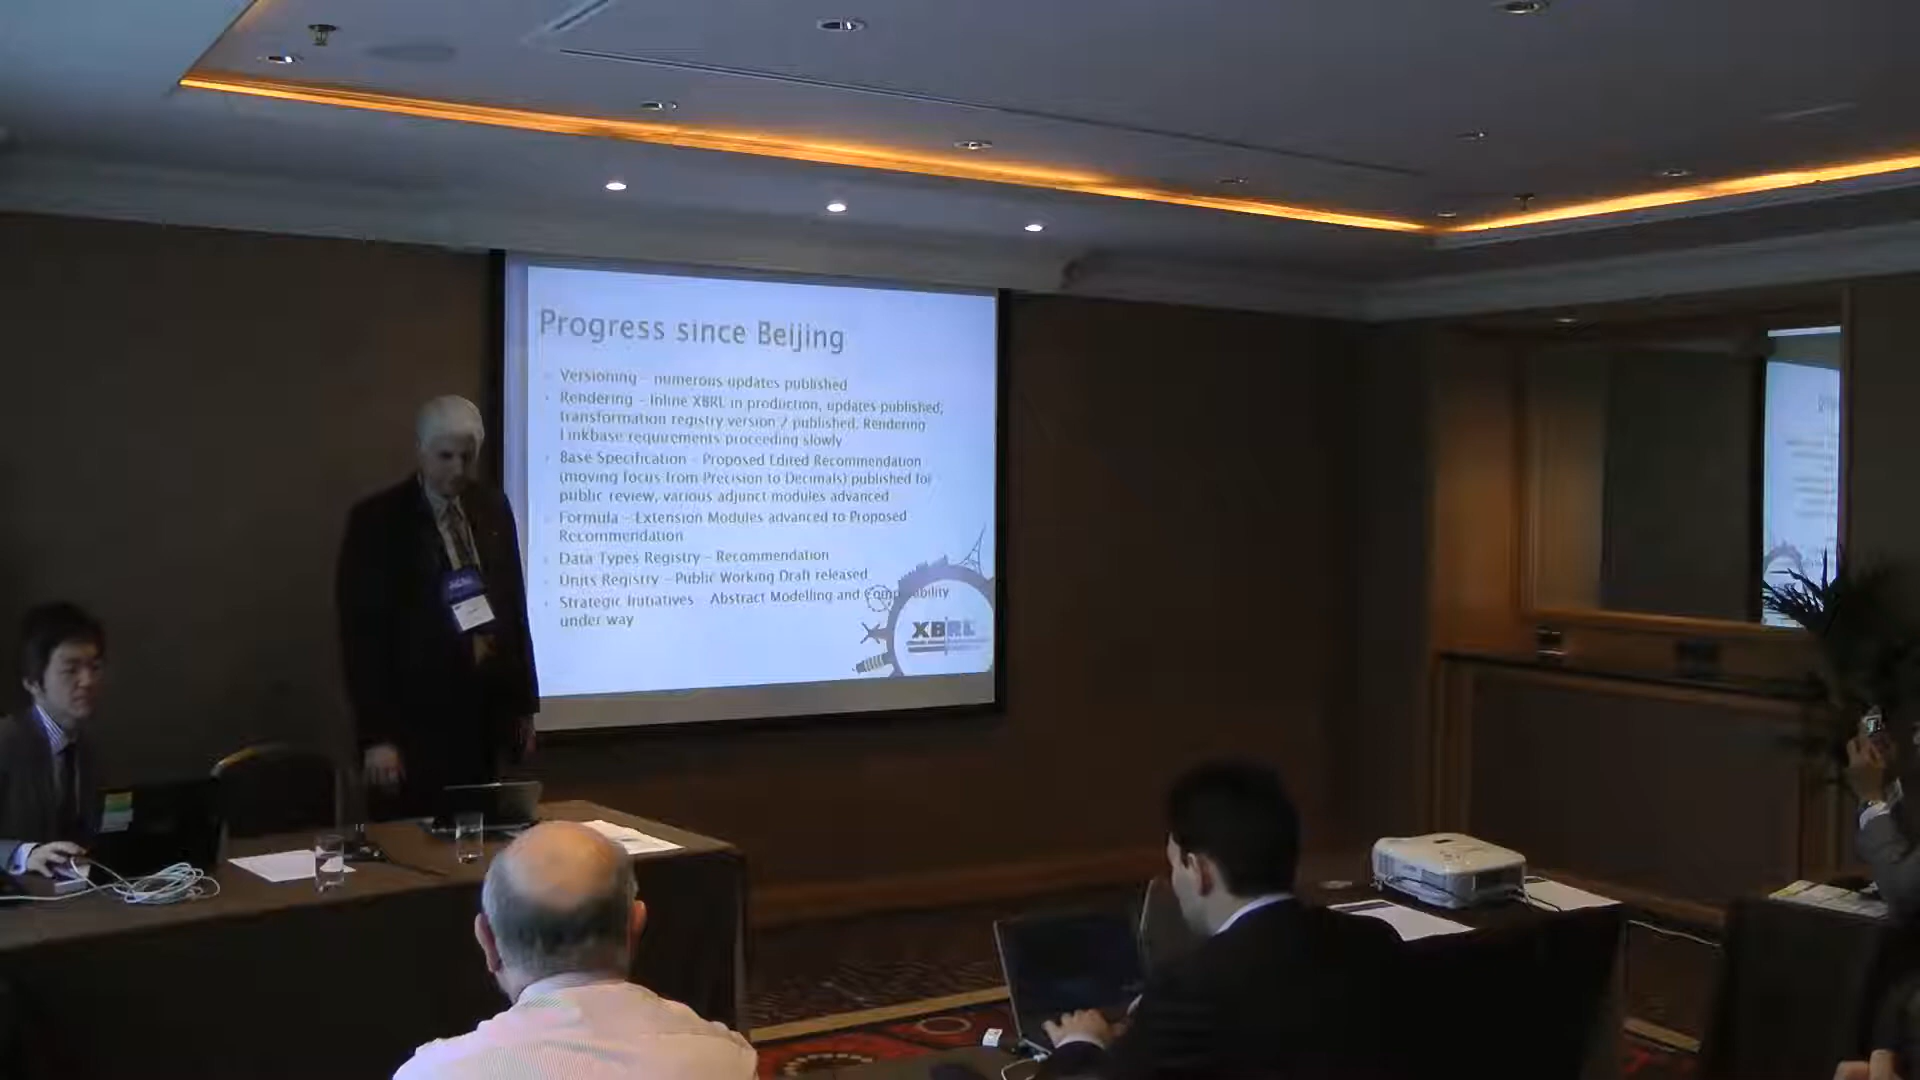 Progress since Beijing
Versioning – numerous updates published
Rendering – Inline XBRL in production, updates published,
transformation registry version 2 published, Rendering
Linkbase requirements proceeding slowly
Base Specification – Proposed Edited Recommendation
(moving focus from Precision to Decimals) published for
public review, various adjunct modules advanced
Formula – Extension Modules advanced to Proposed
Recommendation
Data Types Registry – Recommendation
Units Registry – Public Working Draft released
Strategic Initiatives – Abstract Modelling and
under way
XBRL